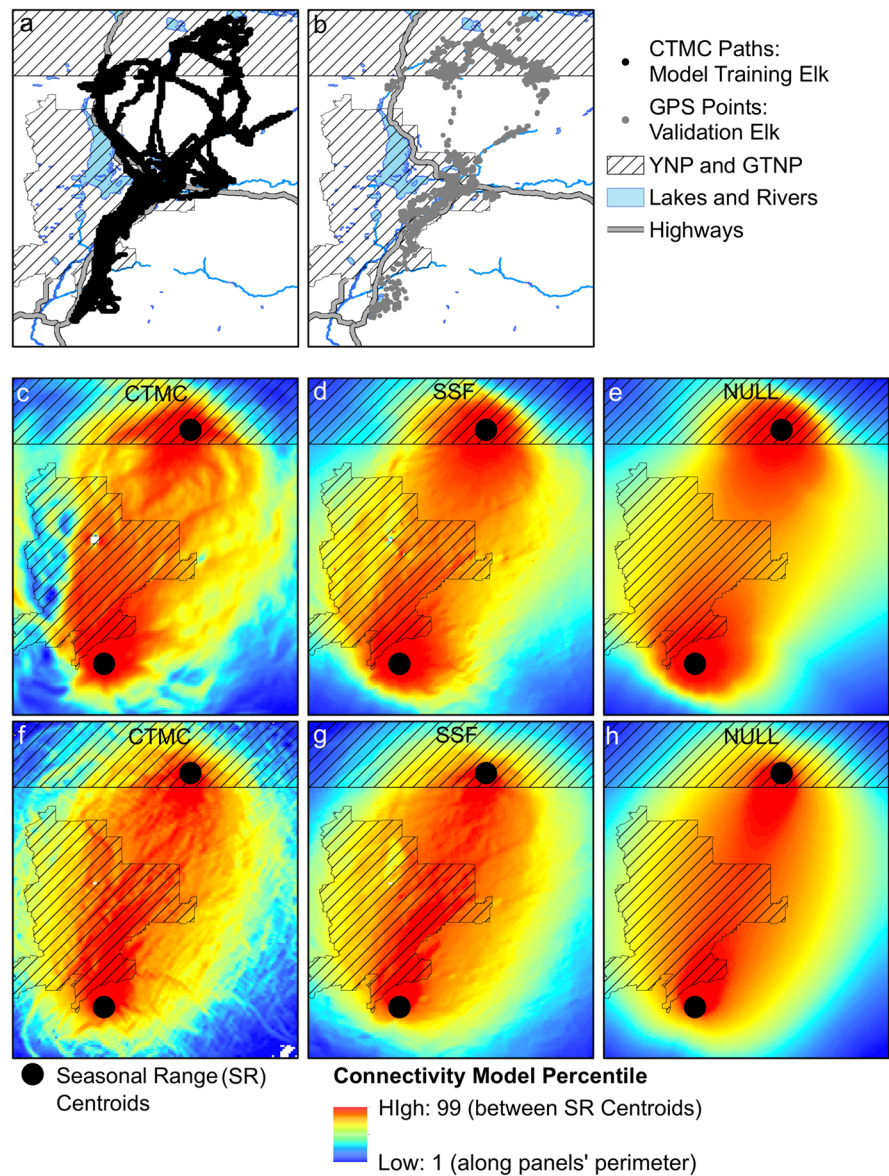 a
b
CTMC Paths:
Model Training Elk
GPS Points:
Validation Elk
YNP and GTNP
Lakes and Rivers
Highways
c
CTMC
d
SSF
e
NULL
f
CTMC
g
SSF
h
NULL
Seasonal Range (SR)
Centroids
Connectivity Model Percentile
HIgh: 99 (between SR Centroids)
Low: 1 (along panels' perimeter)